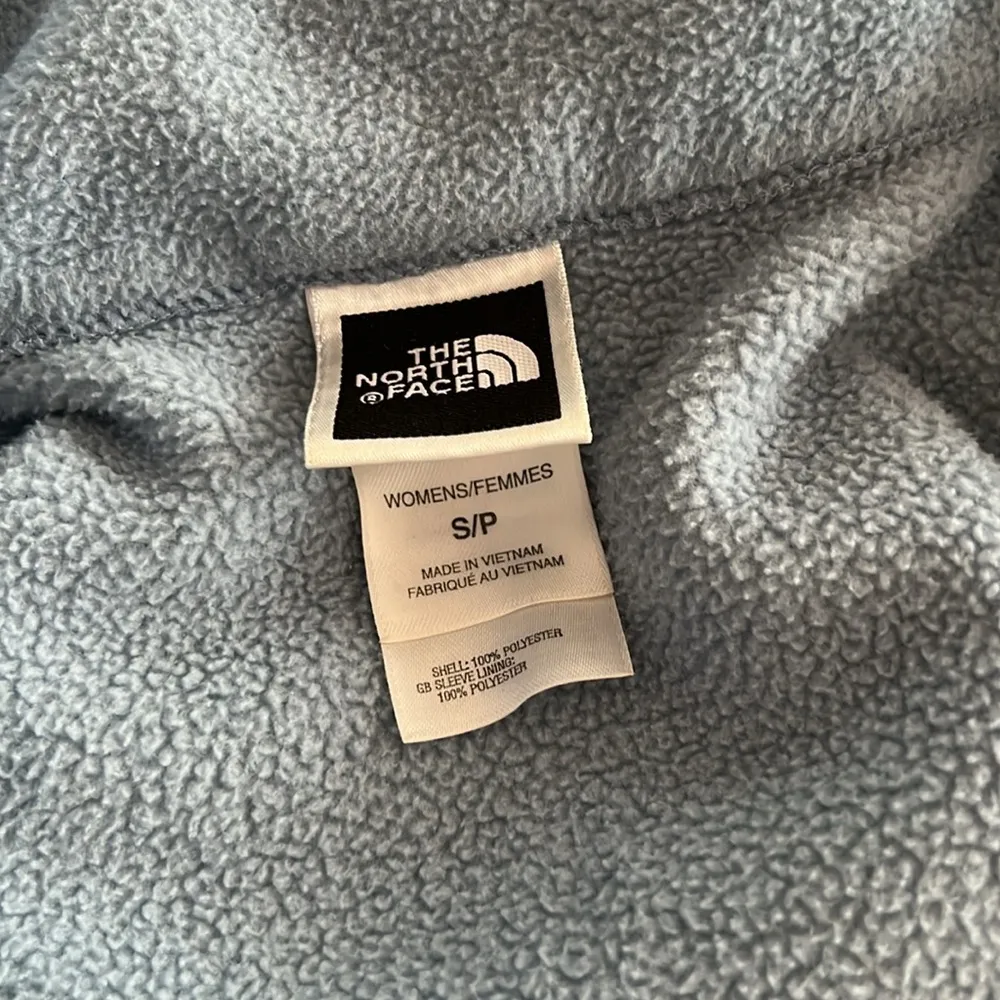 THE
NORTH
® FACE
WOMENS/FEMMES
S/P
MADE IN VIETNAM
FABRIQUÉ AU VIETNAM
SHELL: 100% POLYESTER
GB SLEEVE LINING:
100% POLYESTER